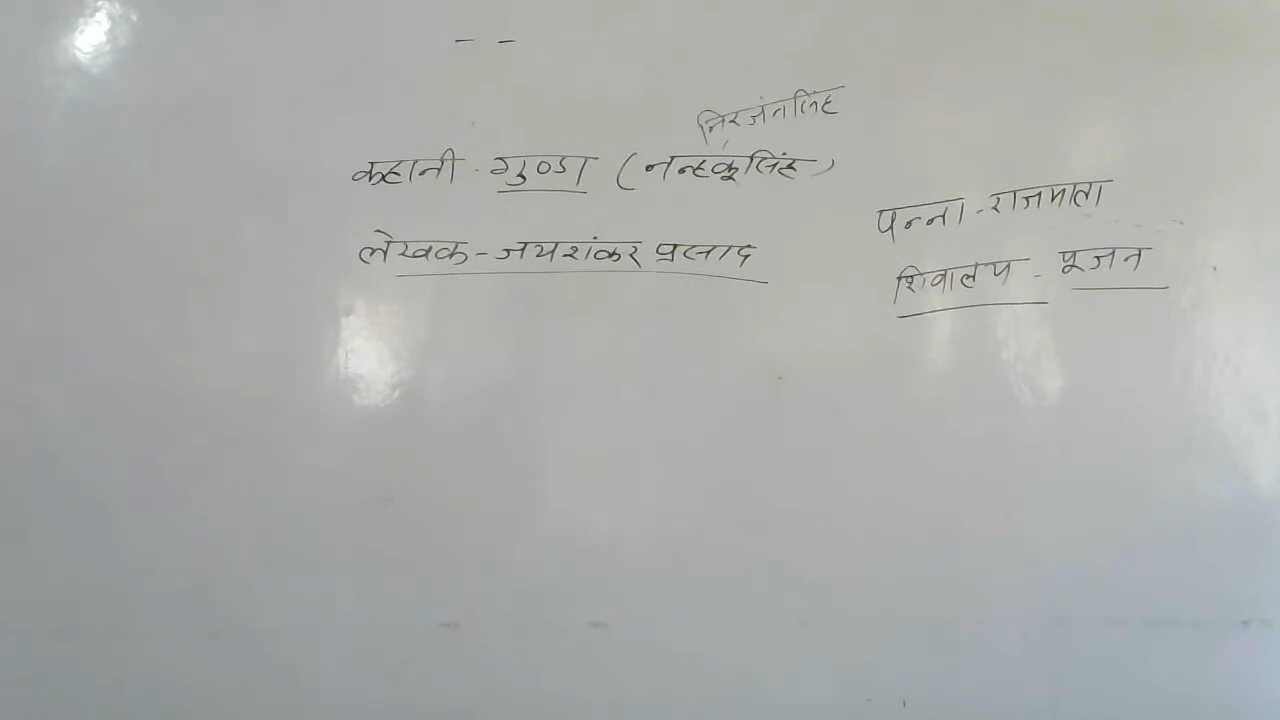 निरजंनसिंह
कहानी - गुण्डा (नन्हकूसिंह)
लेखक - जयशंकर प्रसाद
पन्ना - राजमाता
शिवालय - पूजन